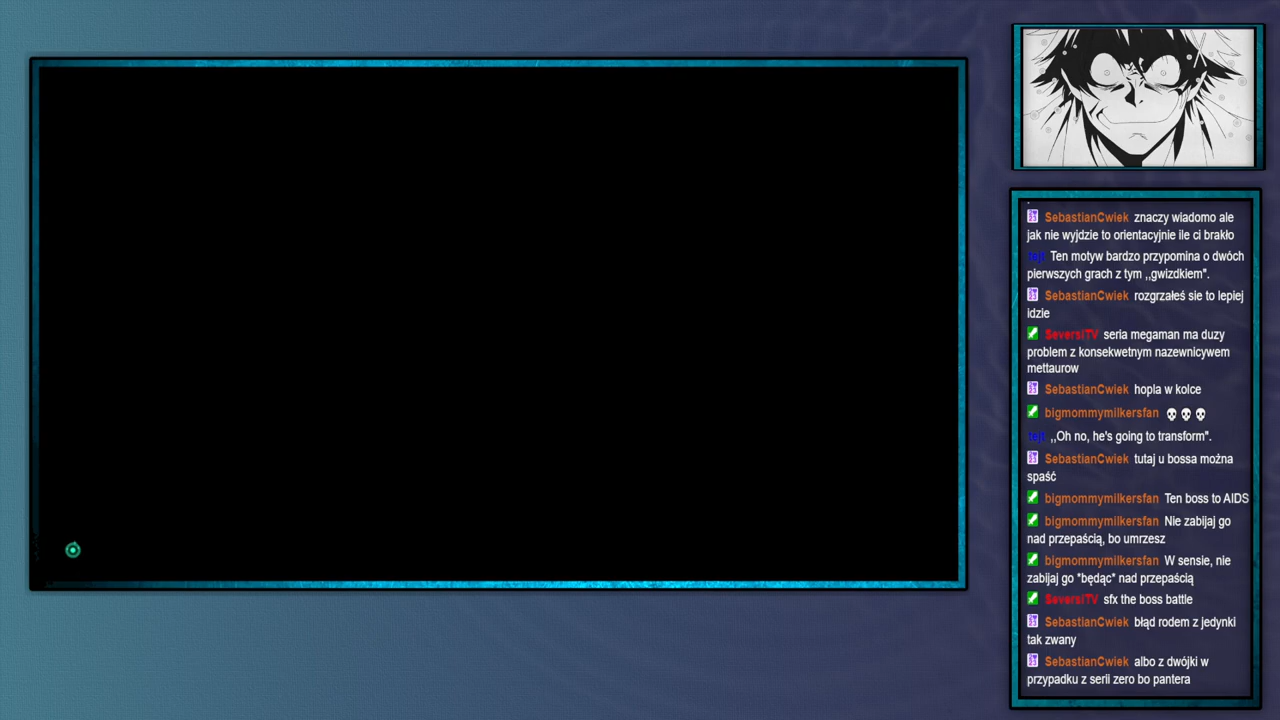 SebastianCwiek znaczy wiadomo ale
jak nie wyjdzie to orientacyjnie ile ci brakło
tejt Ten motyw bardzo przypomina o dwóch
pierwszych grach z tym ,,gwizdkiem".
SebastianCwiek rozgrzałeś sie to lepiej
idzie
SeversiTV seria megaman ma duzy
problem z konsekwetnym nazewnicywem
mettaurow
SebastianCwiek hopla w kolce
bigmommymilkersfan
,,Oh no, he's going to transform".
SebastianCwiek tutaj u bossa można
spaść
bigmommymilkersfan Ten boss to AIDS
bigmommymilkersfan Nie zabijaj go
nad przepaścią, bo umrzesz
bigmommymilkersfan W sensie, nie
zabijaj go "będąc" nad przepaścią
SeversiTV sfx the boss battle
SebastianCwiek błąd rodem z jedynki
tak zwany
SebastianCwiek albo z dwójki w
przypadku z serii zero bo pantera